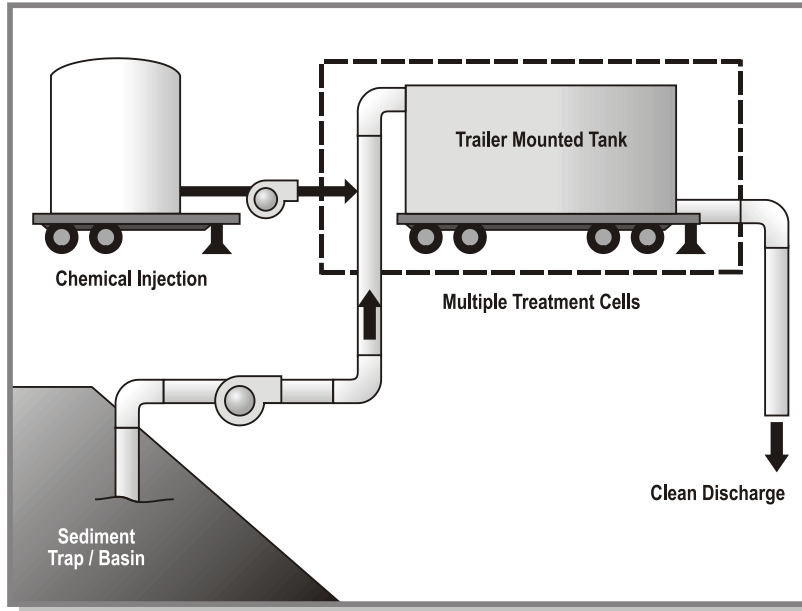 Trailer Mounted Tank
Chemical Injection
Multiple Treatment Cells
Clean Discharge
Sediment
Trap / Basin